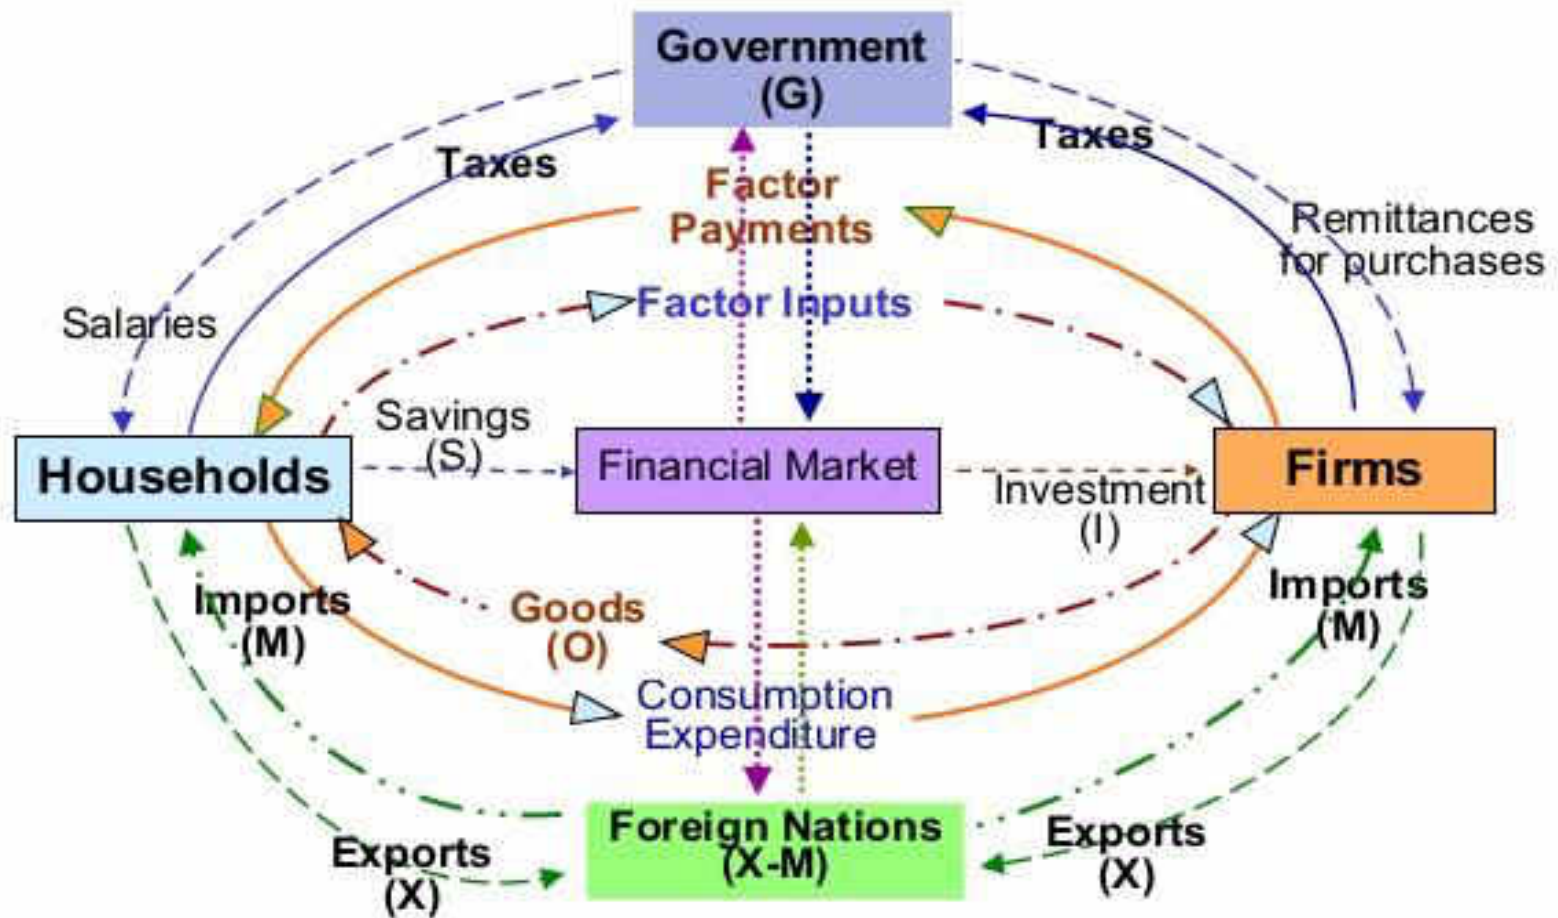 Government
(G)
Taxes
Taxes
Factor
Payments
Remittances
for purchases
Factor Inputs
Salaries
Savings
(S)
Households
Financial Market
Firms
Investment
(I)
Imports
(M)
Goods
(O)
Imports
(M)
Consumption
Expenditure
Foreign Nations
(X-M)
Exports
(X)
Exports
(X)